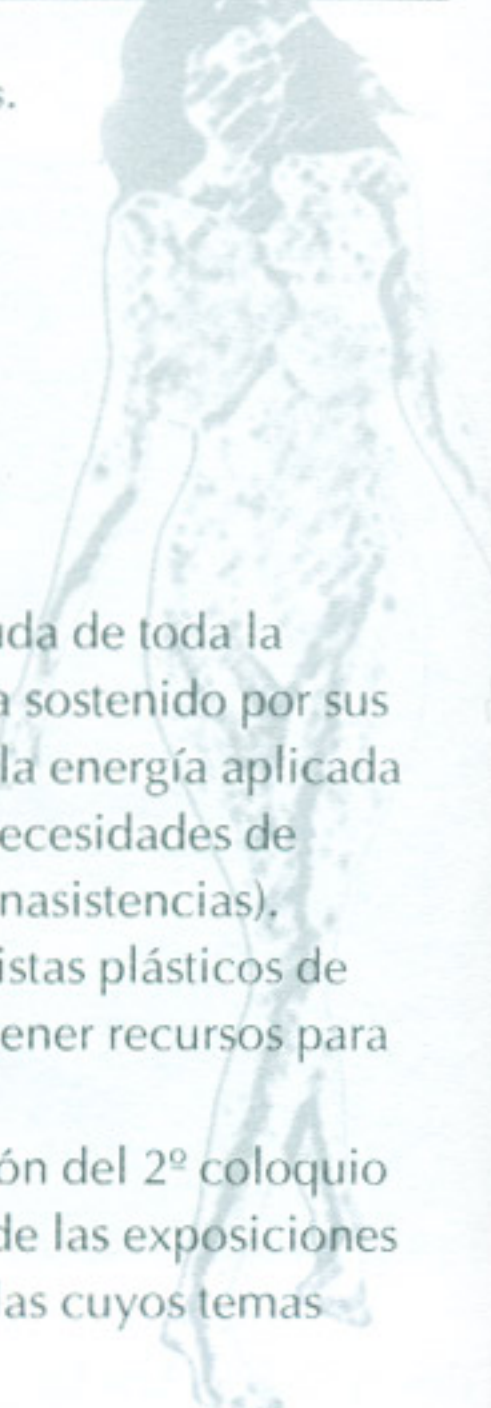 s.
da de toda la
a sostenido por sus
la energía aplicada
ecesidades de
nasistencias).
istas plásticos de
ener recursos para
ón del 2º coloquio
de las exposiciones
las cuyos temas